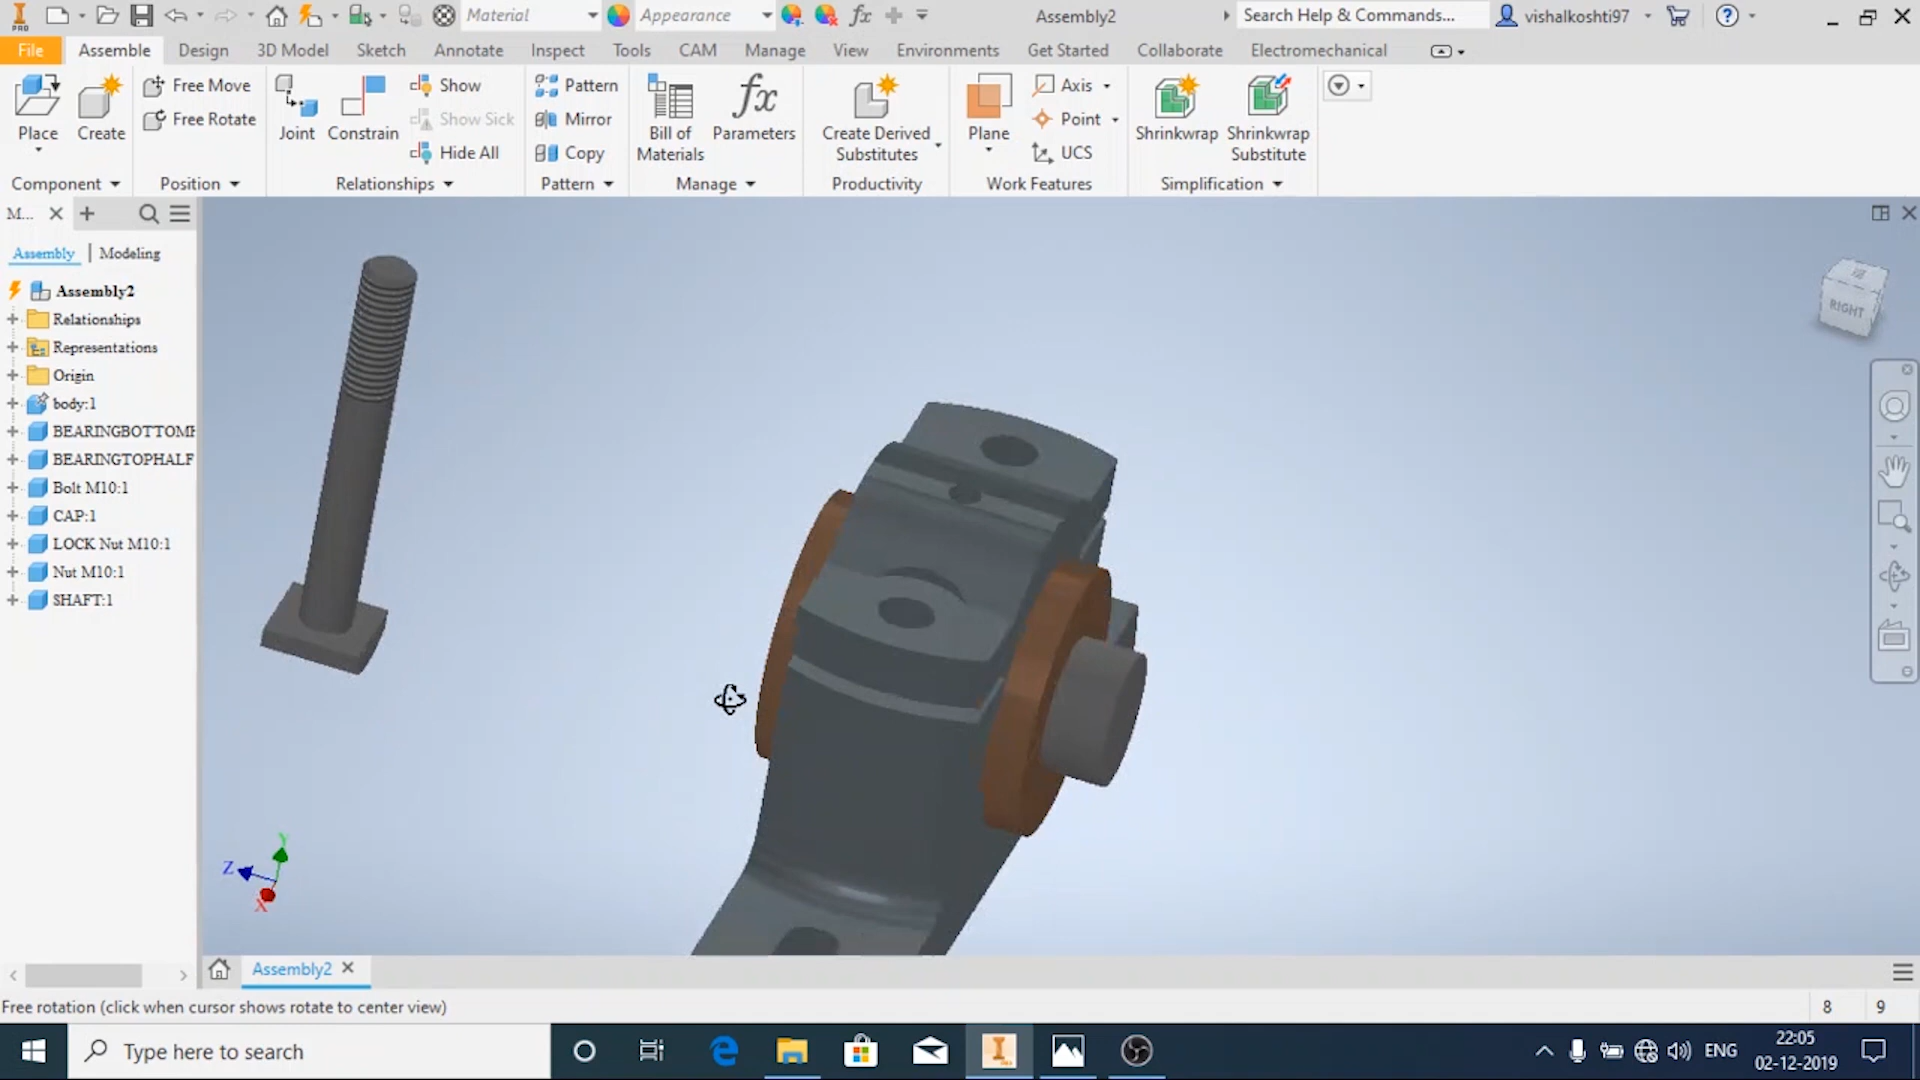 PRO
Material
Appearance
fx
Assembly2
Search Help & Commands...
vishalkoshti97
File
Assemble
Design
3D Model
Sketch
Annotate
Inspect
Tools
CAM
Manage
View
Environments
Get Started
Collaborate
Electromechanical
Place
Create
Free Move
Free Rotate
Joint
Constrain
Show
Show Sick
Hide All
Pattern
Mirror
Copy
Bill of
Materials
fx
Parameters
Create Derived
Substitutes
Plane
Axis
Point
UCS
Shrinkwrap
Shrinkwrap
Substitute
Component
Position
Relationships
Pattern
Manage
Productivity
Work Features
Simplification
M...
Assembly | Modeling
Assembly2
Relationships
Representations
Origin
body:1
BEARINGBOTTOMH
BEARINGTOPHALF
Bolt M10:1
CAP:1
LOCK Nut M10:1
Nut M10:1
SHAFT:1
RIGHT
Y
Z
X
Assembly2
Free rotation (click when cursor shows rotate to center view)
8
9
Type here to search
ENG
22:05
02-12-2019